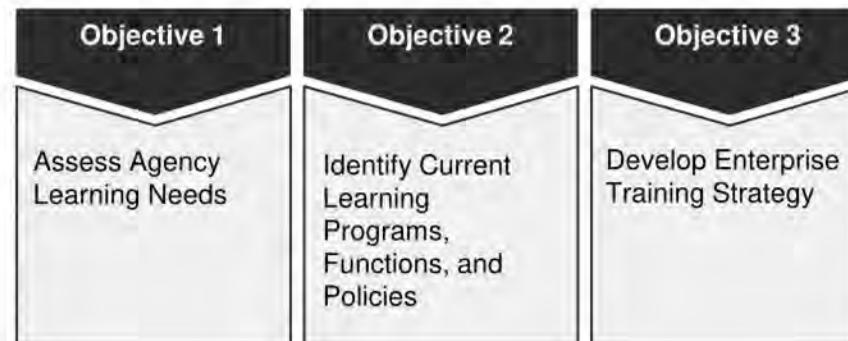 Objective 1
Assess Agency
Learning Needs
Objective 2
Identify Current
Learning
Programs,
Functions, and
Policies
Objective 3
Develop Enterprise
Training Strategy